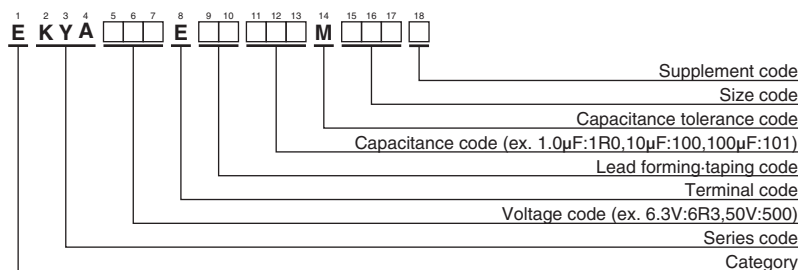 1 2 3 4 5 6 7 8 9 10 11 12 13 14 15 16 17 18
E K Y A E M
Supplement code
Size code
Capacitance tolerance code
Capacitance code (ex. 1.0μF:1R0,10μF:100,100μF:101)
Lead forming·taping code
Terminal code
Voltage code (ex. 6.3V:6R3,50V:500)
Series code
Category